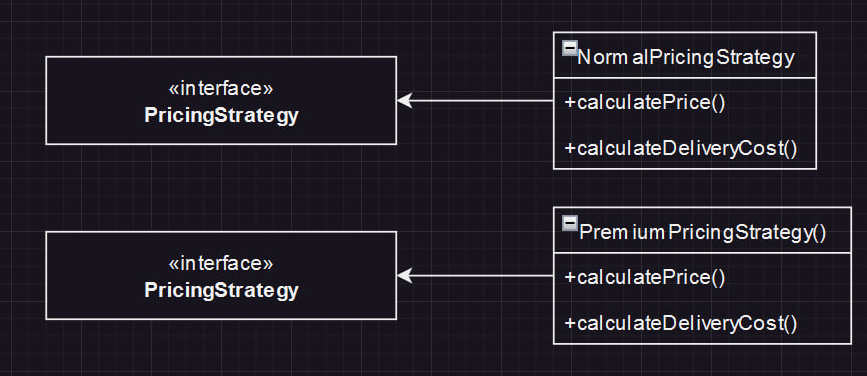 «interface»
PricingStrategy
NormalPricingStrategy
+calculatePrice()
+calculateDeliveryCost()
«interface»
PricingStrategy
PremiumPricingStrategy()
+calculatePrice()
+calculateDeliveryCost()